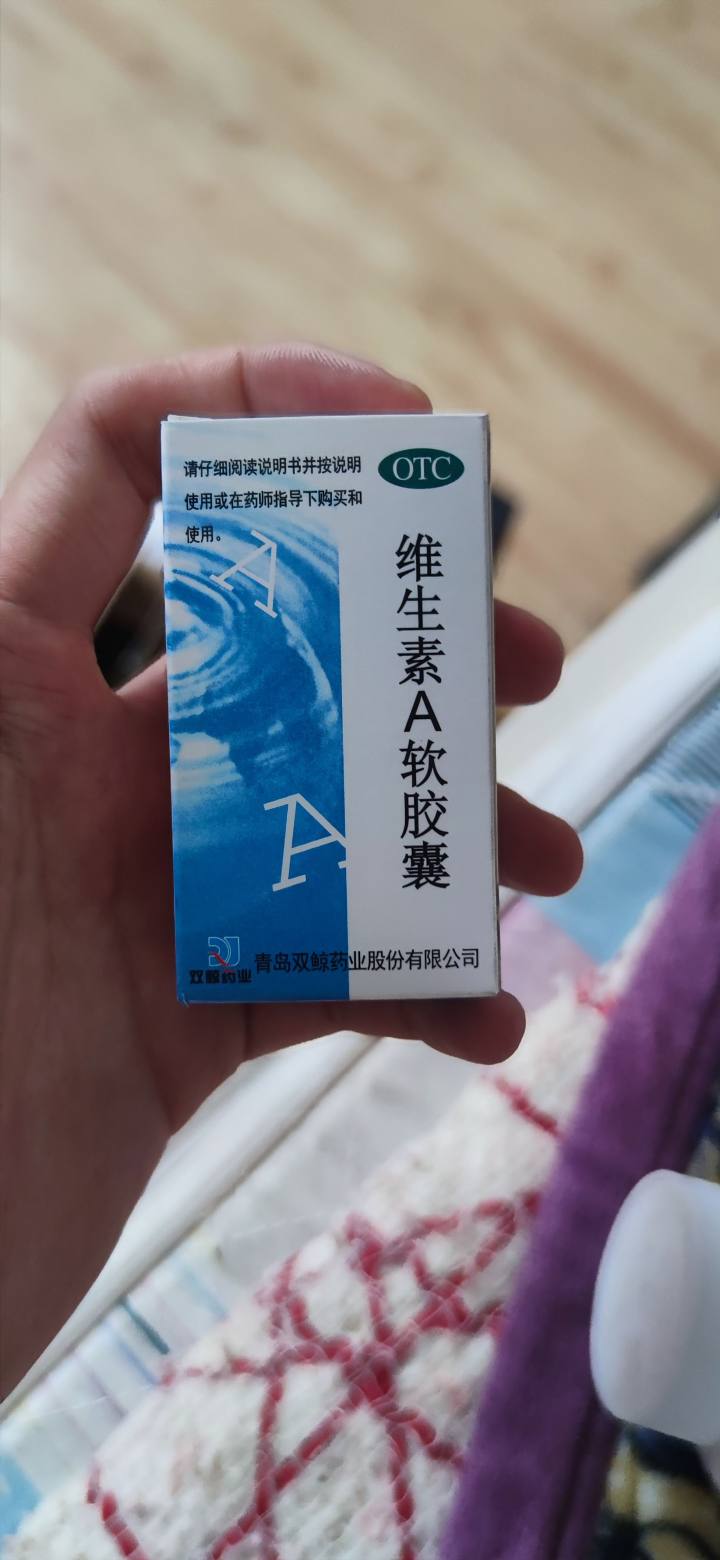 请仔细阅读说明书并按说明
使用或在药师指导下购买和
使用。
OTC
A
A
维生素A软胶囊
双鲸药业
青岛双鲸药业股份有限公司